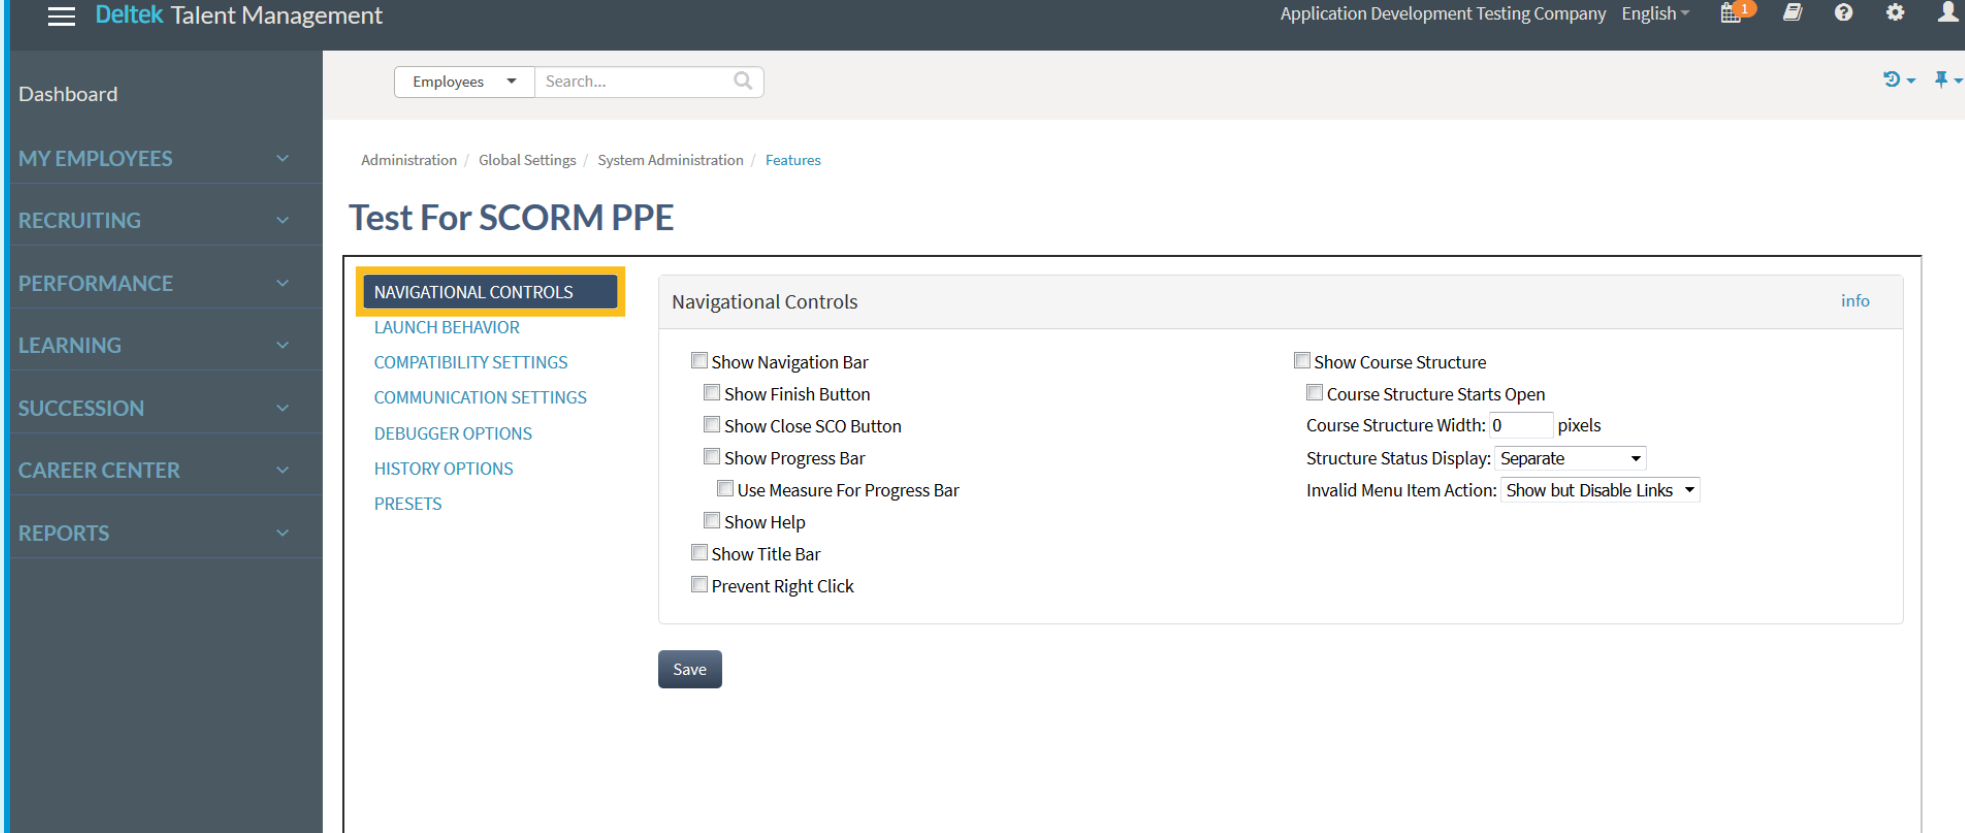 Deltek Talent Management
Application Development Testing Company English 1
Dashboard
MY EMPLOYEES
RECRUITING
PERFORMANCE
LEARNING
SUCCESSION
CAREER CENTER
REPORTS
Employees Search...
Administration / Global Settings / System Administration / Features
Test For SCORM PPE
NAVIGATIONAL CONTROLS
LAUNCH BEHAVIOR
COMPATIBILITY SETTINGS
COMMUNICATION SETTINGS
DEBUGGER OPTIONS
HISTORY OPTIONS
PRESETS
Navigational Controls info
Show Navigation Bar
Show Finish Button
Show Close SCO Button
Show Progress Bar
Use Measure For Progress Bar
Show Help
Show Title Bar
Prevent Right Click
Show Course Structure
Course Structure Starts Open
Course Structure Width: 0 pixels
Structure Status Display: Separate
Invalid Menu Item Action: Show but Disable Links
Save